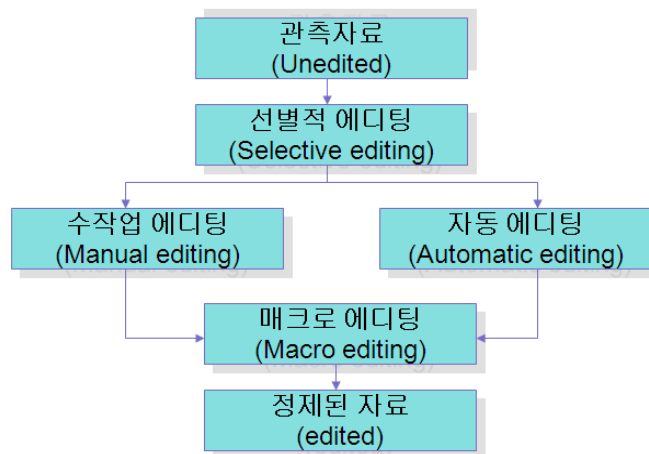 관측자료
(Unedited)
선별적 에디팅
(Selective editing)
수작업 에디팅
(Manual editing)
자동 에디팅
(Automatic editing)
매크로 에디팅
(Macro editing)
정제된 자료
(edited)